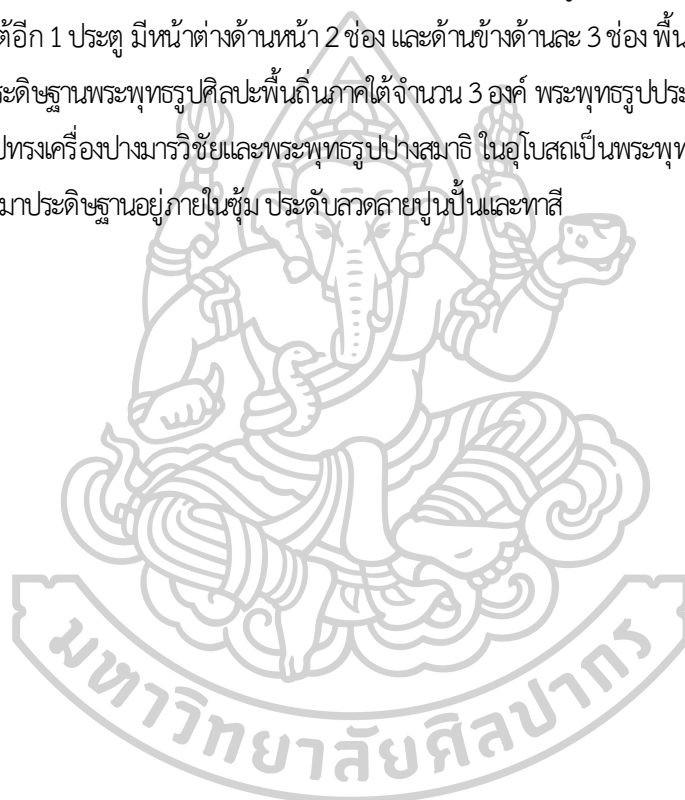 ต้อีก 1 ประตู มีหน้าต่างด้านหน้า 2 ช่อง และด้านข้างด้านละ 3 ช่อง พื้น
ระดิษฐานพระพุทธรูปศิลปะพื้นถิ่นภาคใต้จำนวน 3 องค์ พระพุทธรูปประ
ปทรงเครื่องปางมารวิชัยและพระพุทธรูปปางสมาธิ ในอุโบสถเป็นพระพุท
มาประดิษฐานอยู่ภายในซุ้ม ประดับลวดลายปูนปั้นและทาสี
มหาวิทยาลัยศิลปากร